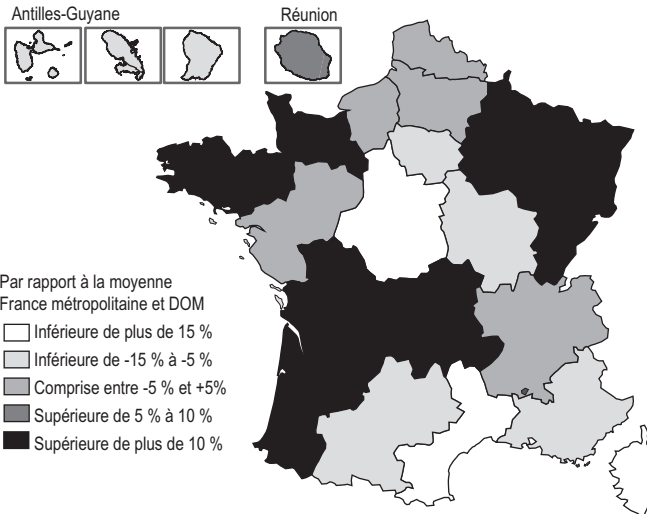 Antilles-Guyane
Réunion
Par rapport à la moyenne
France métropolitaine et DOM
Inférieure de plus de 15 %
Inférieure de -15 % à -5 %
Comprise entre -5 % et +5%
Supérieure de 5 % à 10 %
Supérieure de plus de 10 %